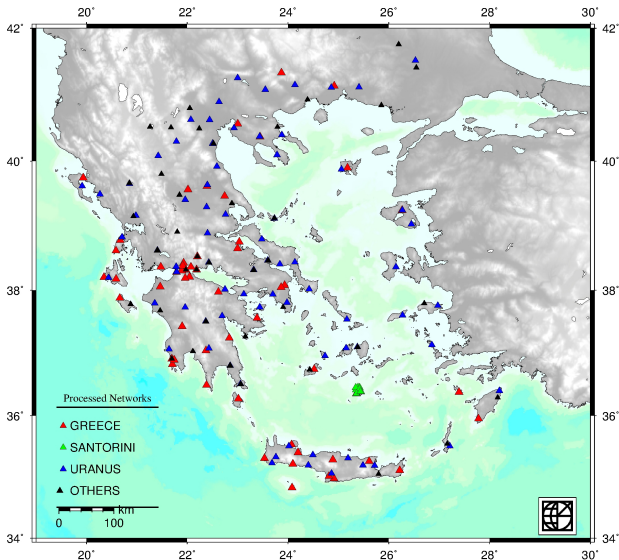 20° 22° 24° 26° 28° 30°
42° 42°
40° 40°
38° 38°
36° 36°
34° 34°
Processed Networks
GREECE
SANTORINI
URANUS
OTHERS
km
0 100
20° 22° 24° 26° 28° 30°